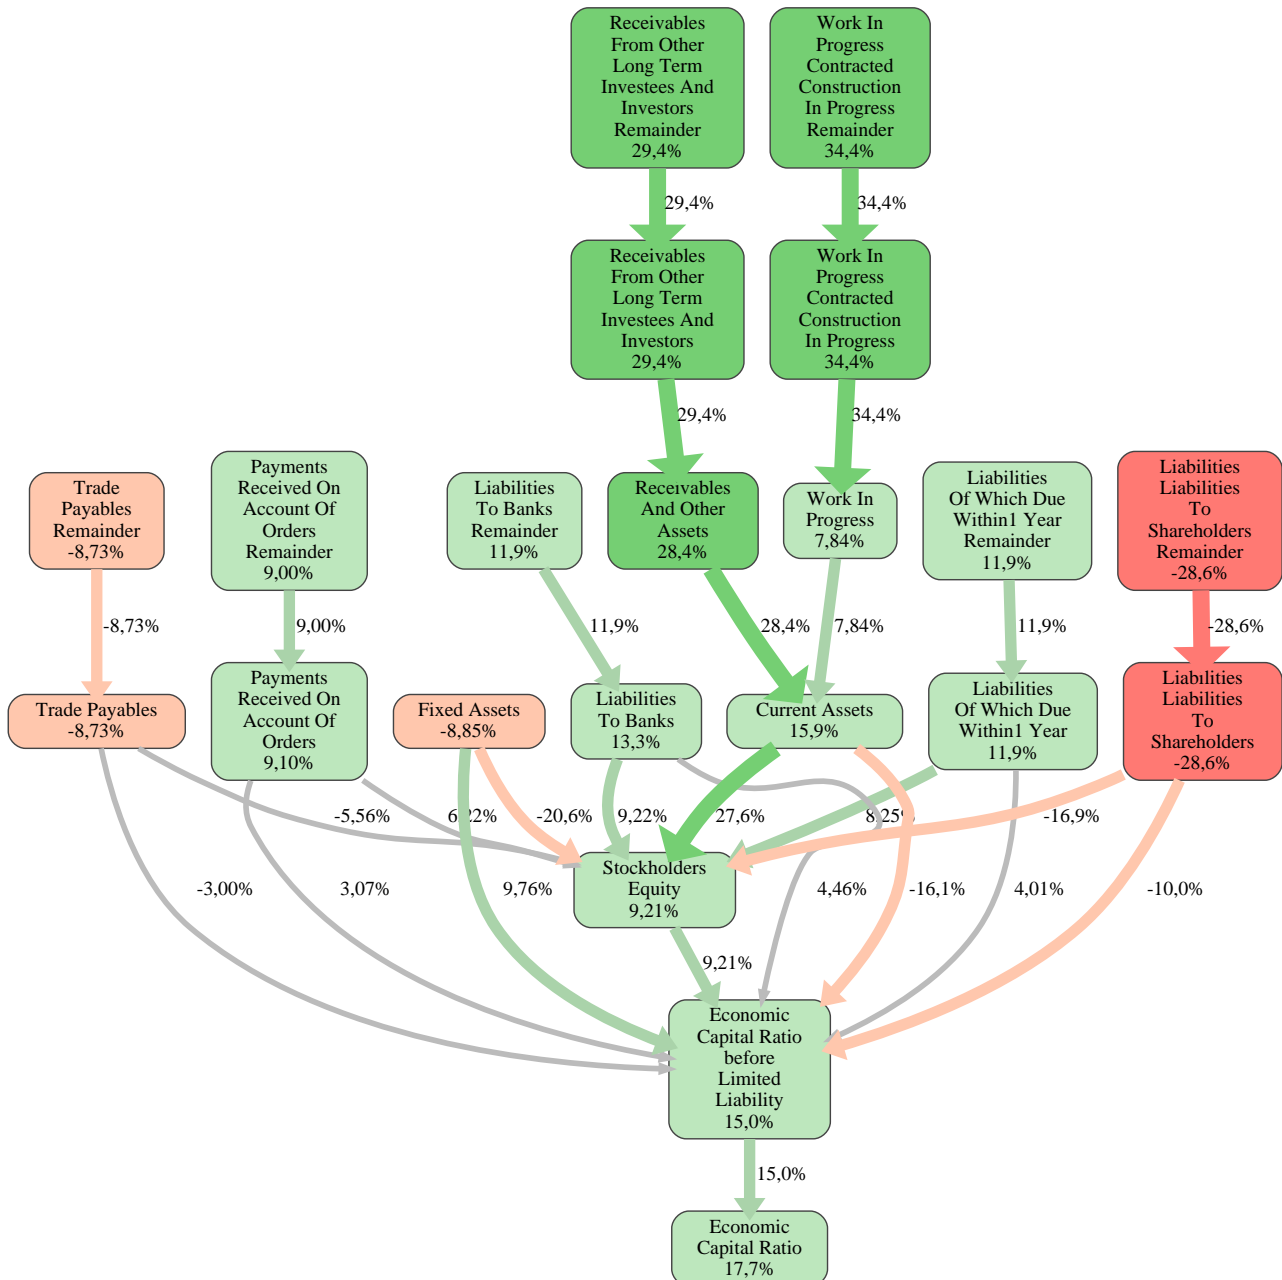 Receivables
From Other
Long Term
Investees And
Investors
Remainder
29,4%
Work In
Progress
Contracted
Construction
In Progress
Remainder
34,4%
29,4%
34,4%
Receivables
From Other
Long Term
Investees And
Investors
29,4%
Work In
Progress
Contracted
Construction
In Progress
34,4%
29,4%
34,4%
Trade
Payables
Remainder
-8,73%
Payments
Received On
Account Of
Orders
Remainder
9,00%
Liabilities
To Banks
Remainder
11,9%
Receivables
And Other
Assets
28,4%
Work In
Progress
7,84%
Liabilities
Of Which Due
Within1 Year
Remainder
11,9%
Liabilities
Liabilities
To
Shareholders
Remainder
-28,6%
-8,73%
9,00%
11,9%
28,4%
7,84%
11,9%
-28,6%
Trade Payables
-8,73%
Payments
Received On
Account Of
Orders
9,10%
Fixed Assets
-8,85%
Liabilities
To Banks
13,3%
Current Assets
15,9%
Liabilities
Of Which Due
Within1 Year
11,9%
Liabilities
Liabilities
To
Shareholders
-28,6%
-5,56%
6,22%
-20,6%
9,22%
27,6%
8,25%
-16,9%
Stockholders
Equity
9,21%
-3,00%
3,07%
9,76%
4,46%
-16,1%
4,01%
-10,0%
9,21%
Economic
Capital Ratio
before
Limited
Liability
15,0%
15,0%
Economic
Capital Ratio
17,7%